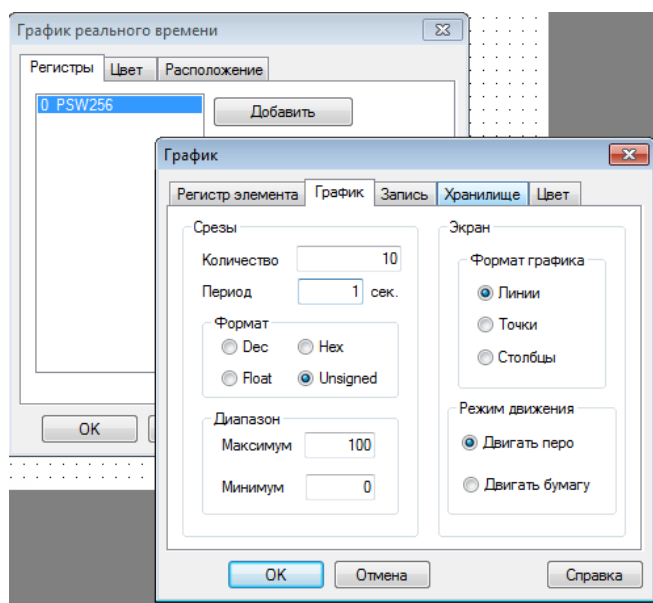 График реального времени
Регистры Цвет Расположение
0 PSW256
Добавить
OK
График
Регистр элемента График Запись Хранилище Цвет
Срезы
Количество 10
Период 1 сек.
Формат
Dec Hex
Float Unsigned
Диапазон
Максимум 100
Минимум 0
Экран
Формат графика
Линии
Точки
Столбцы
Режим движения
Двигать перо
Двигать бумагу
OK Отмена Справка